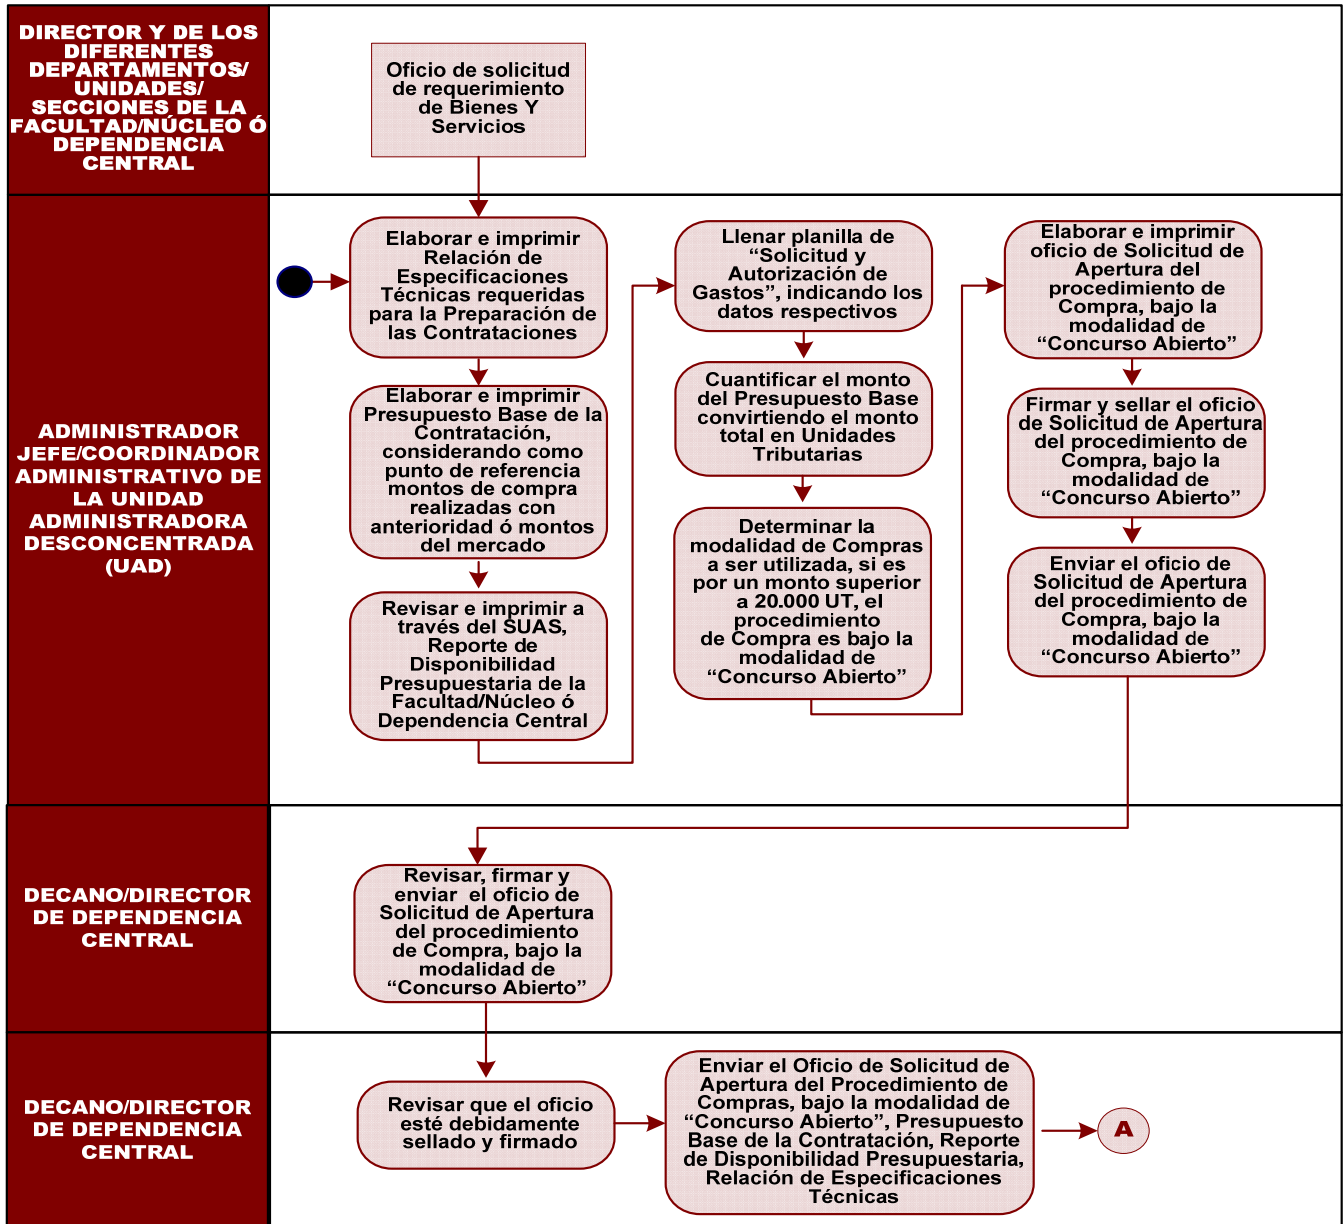 DIRECTOR Y DE LOS
DIFERENTES
DEPARTAMENTOS/
UNIDADES/
SECCIONES DE LA
FACULTAD/NÚCLEO Ó
DEPENDENCIA
CENTRAL
Oficio de solicitud
de requerimiento
de Bienes Y
Servicios
ADMINISTRADOR
JEFE/COORDINADOR
ADMINISTRATIVO DE
LA UNIDAD
ADMINISTRADORA
DESCONCENTRADA
(UAD)
Elaborar e imprimir
Relación de
Especificaciones
Técnicas requeridas
para la Preparación de
las Contrataciones
Elaborar e imprimir
Presupuesto Base de la
Contratación,
considerando como
punto de referencia
montos de compra
realizadas con
anterioridad ó montos
del mercado
Revisar e imprimir a
través del SUAS,
Reporte de
Disponibilidad
Presupuestaria de la
Facultad/Núcleo ó
Dependencia Central
Llenar planilla de
“Solicitud y
Autorización de
Gastos”, indicando los
datos respectivos
Cuantificar el monto
del Presupuesto Base
convirtiendo el monto
total en Unidades
Tributarias
Determinar la
modalidad de Compras
a ser utilizada, si es
por un monto superior
a 20.000 UT, el
procedimiento
de Compra es bajo la
modalidad de
“Concurso Abierto”
Elaborar e imprimir
oficio de Solicitud de
Apertura del
procedimiento de
Compra, bajo la
modalidad de
“Concurso Abierto”
Firmar y sellar el oficio
de Solicitud de Apertura
del procedimiento de
Compra, bajo la
modalidad de
“Concurso Abierto”
Enviar el oficio de
Solicitud de Apertura
del procedimiento de
Compra, bajo la
modalidad de
“Concurso Abierto”
DECANO/DIRECTOR
DE DEPENDENCIA
CENTRAL
Revisar, firmar y
enviar el oficio de
Solicitud de Apertura
del procedimiento
de Compra, bajo la
modalidad de
“Concurso Abierto”
DECANO/DIRECTOR
DE DEPENDENCIA
CENTRAL
Revisar que el oficio
esté debidamente
sellado y firmado
Enviar el Oficio de Solicitud de
Apertura del Procedimiento de
Compras, bajo la modalidad de
“Concurso Abierto”, Presupuesto
Base de la Contratación, Reporte
de Disponibilidad Presupuestaria,
Relación de Especificaciones
Técnicas
A